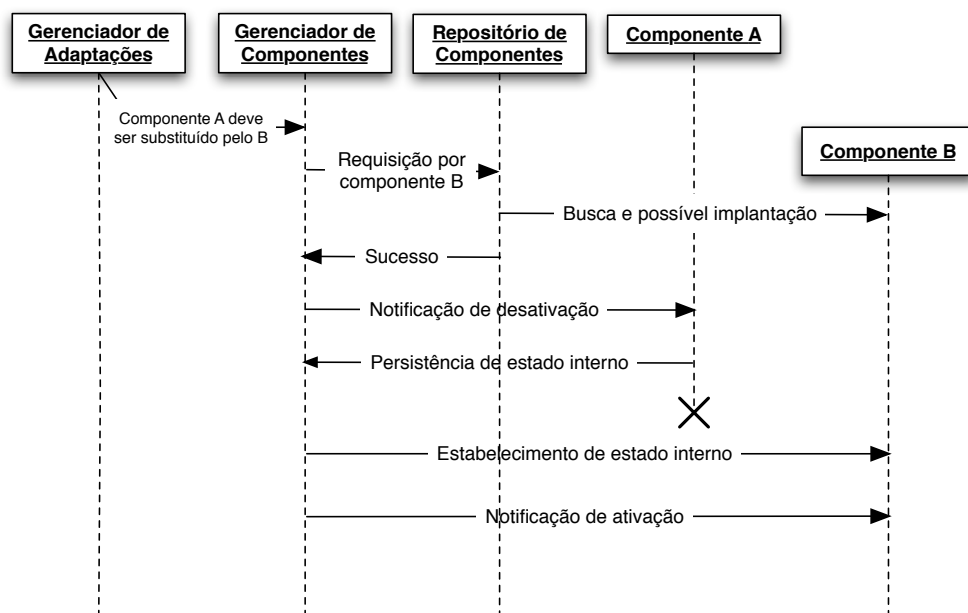 Gerenciador de
Adaptações
Gerenciador de
Componentes
Repositório de
Componentes
Componente A
Componente A deve
ser substituído pelo B
Componente B
Requisição por
componente B
Busca e possível implantação
Sucesso
Notificação de desativação
Persistência de estado interno
Estabelecimento de estado interno
Notificação de ativação